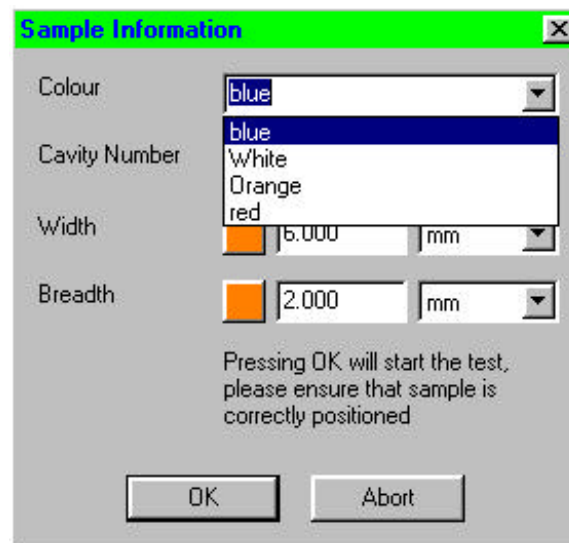 Sample Information
Colour
blue
blue
White
Orange
red
Cavity Number
Width
6.000
mm
Breadth
2.000
mm
Pressing OK will start the test,
please ensure that sample is
correctly positioned
OK
Abort